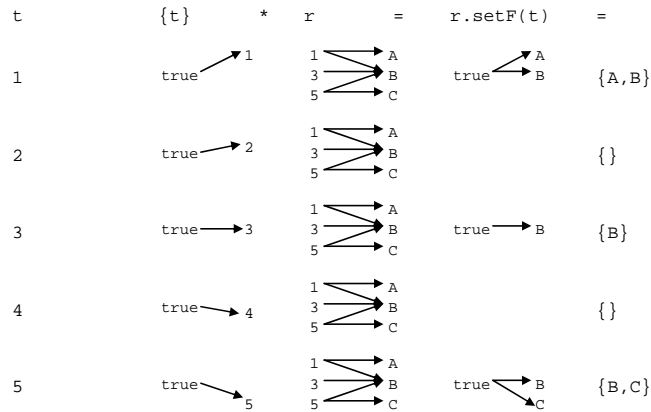 t {t} * r = r.setF(t) =
1 A A
1 true 1 3 B true B {A,B}
5 C
1 A
2 true 2 3 B {}
5 C
1 A
3 true 3 3 B true B {B}
5 C
1 A
4 true 4 3 B {}
5 C
1 A
5 true 3 B true B {B,C}
5 5 C C